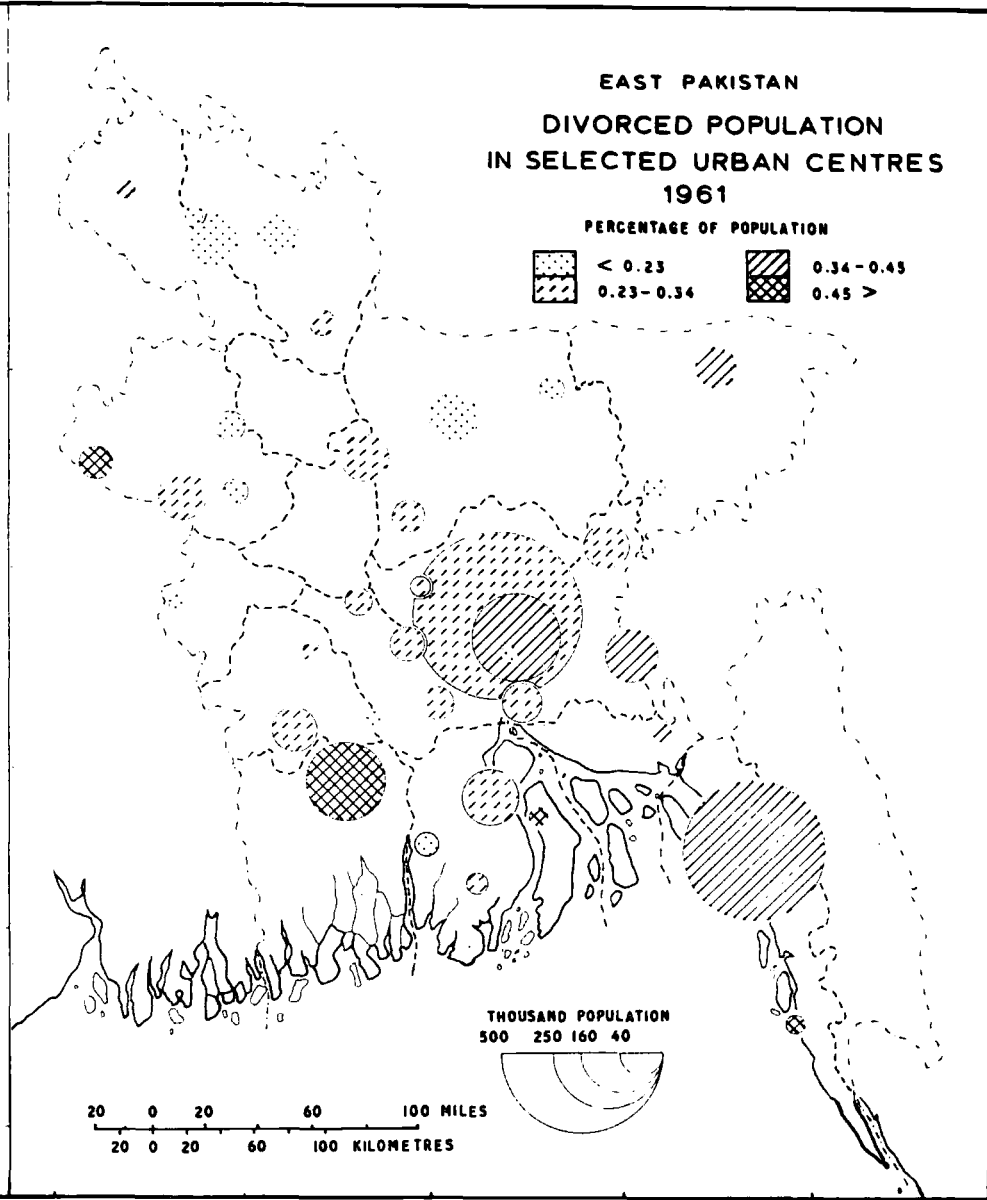 EAST PAKISTAN
DIVORCED POPULATION
IN SELECTED URBAN CENTRES
1961
PERCENTAGE OF POPULATION
< 0.23
0.34-0.45
0.23-0.34
0.45 >
THOUSAND POPULATION
500 250 160 40
20 0 20 60 100 MILES
20 0 20 60 100 KILOMETRES